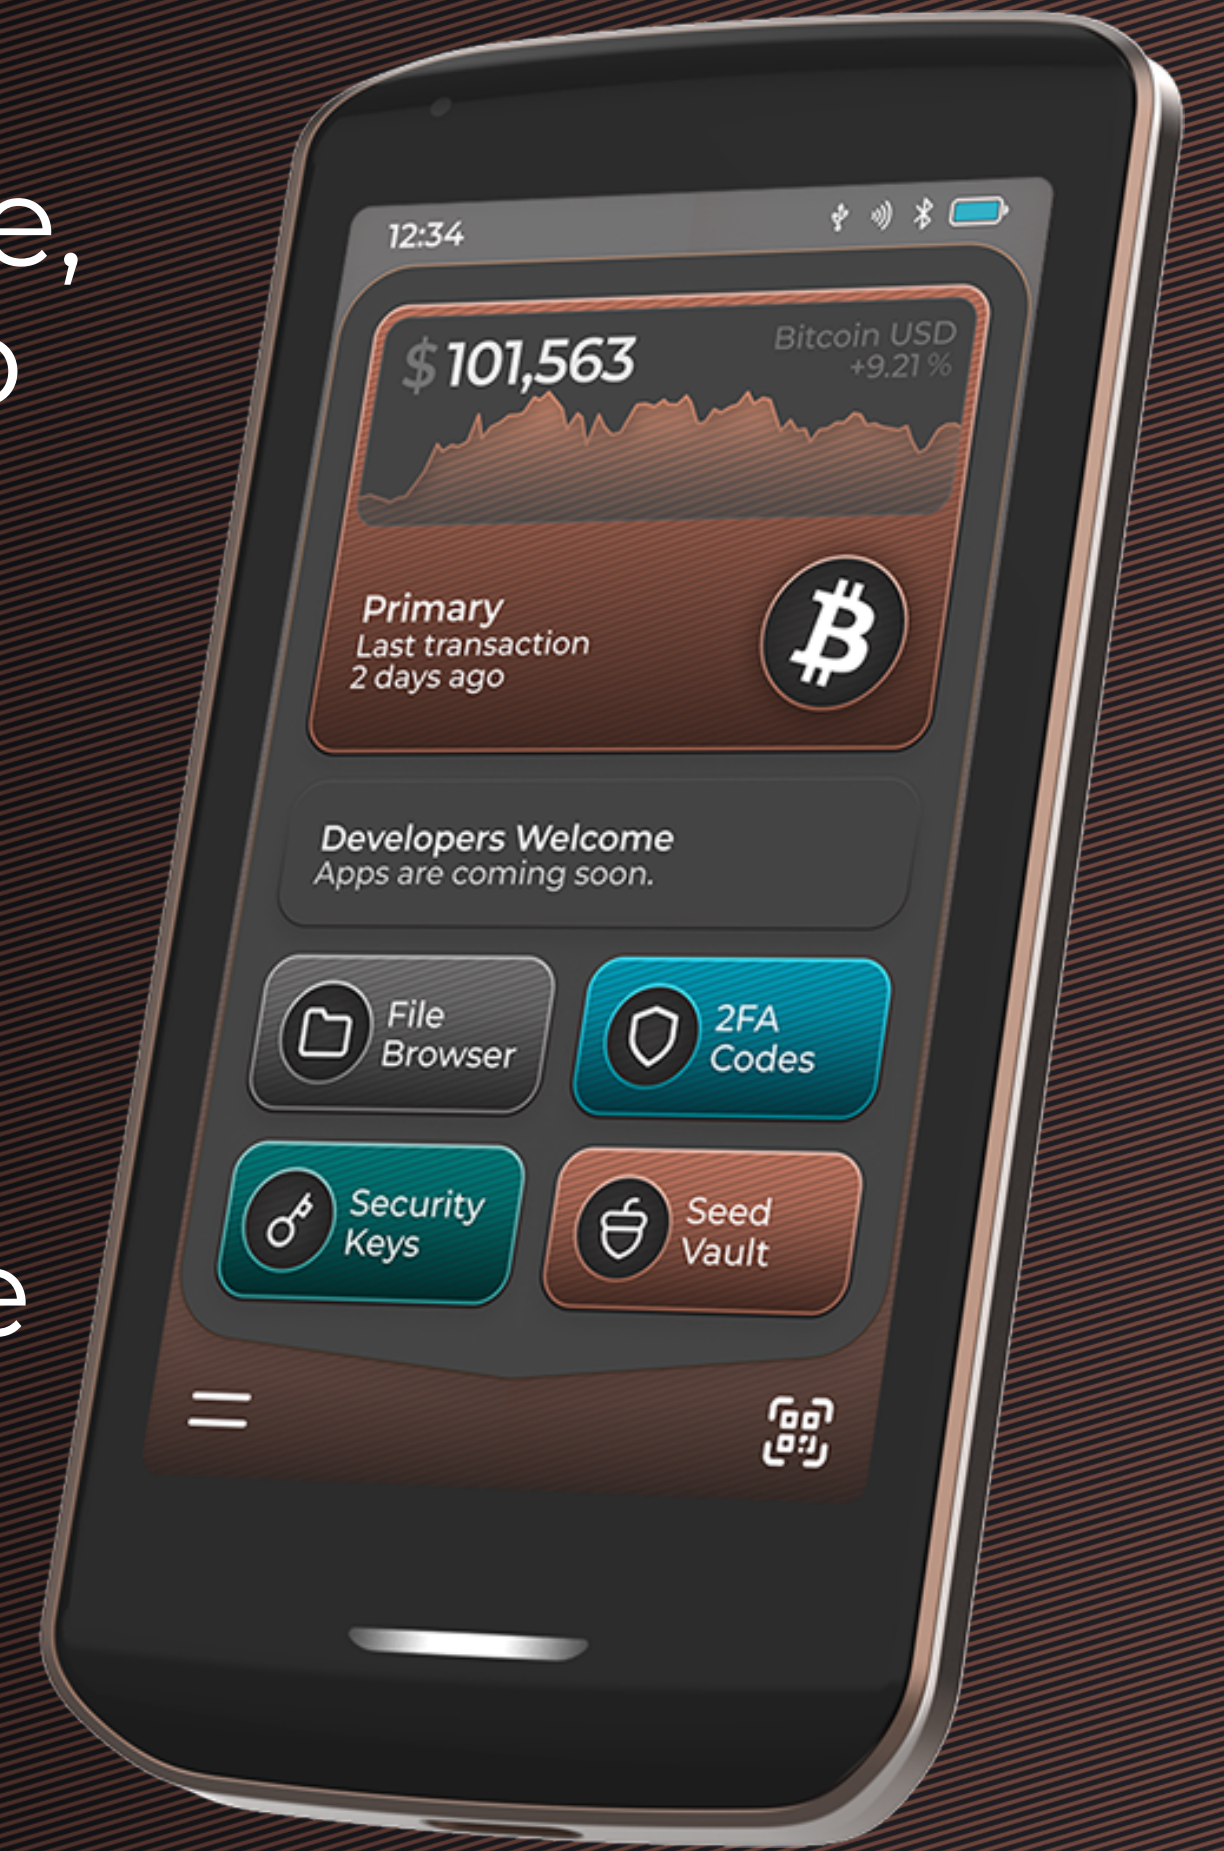 e,
o
12:34
$ 101,563
Bitcoin USD
+9.21 %
Primary
Last transaction
2 days ago
Developers Welcome
Apps are coming soon.
File
Browser
2FA
Codes
Security
Keys
Seed
Vault
e